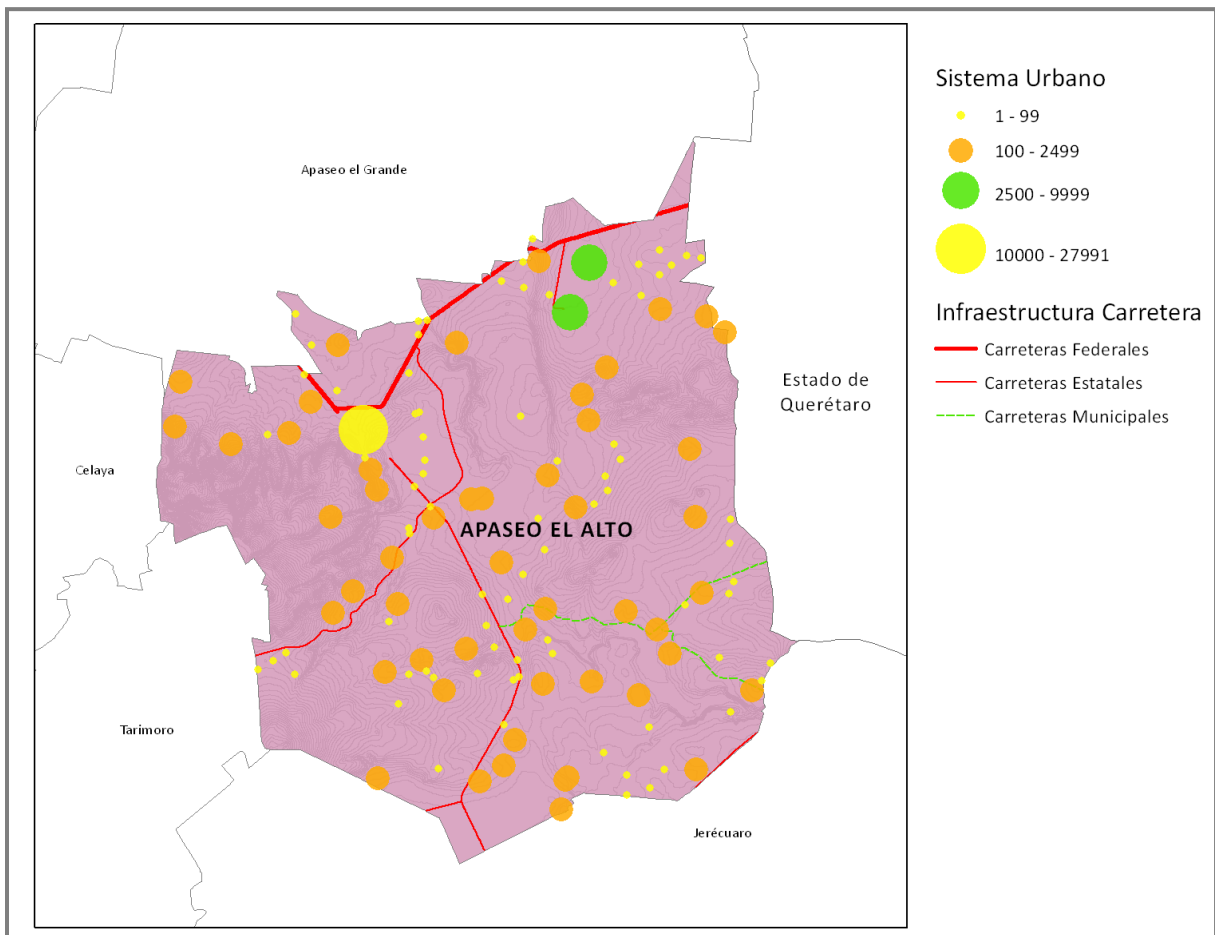 Sistema Urbano
1 - 99
100 - 2499
2500 - 9999
10000 - 27991
Infraestructura Carretera
Carreteras Federales
Carreteras Estatales
Carreteras Municipales
Apaseo el Grande
Estado de
Querétaro
Celaya
APASEO EL ALTO
Tarimoro
Jerécuaro